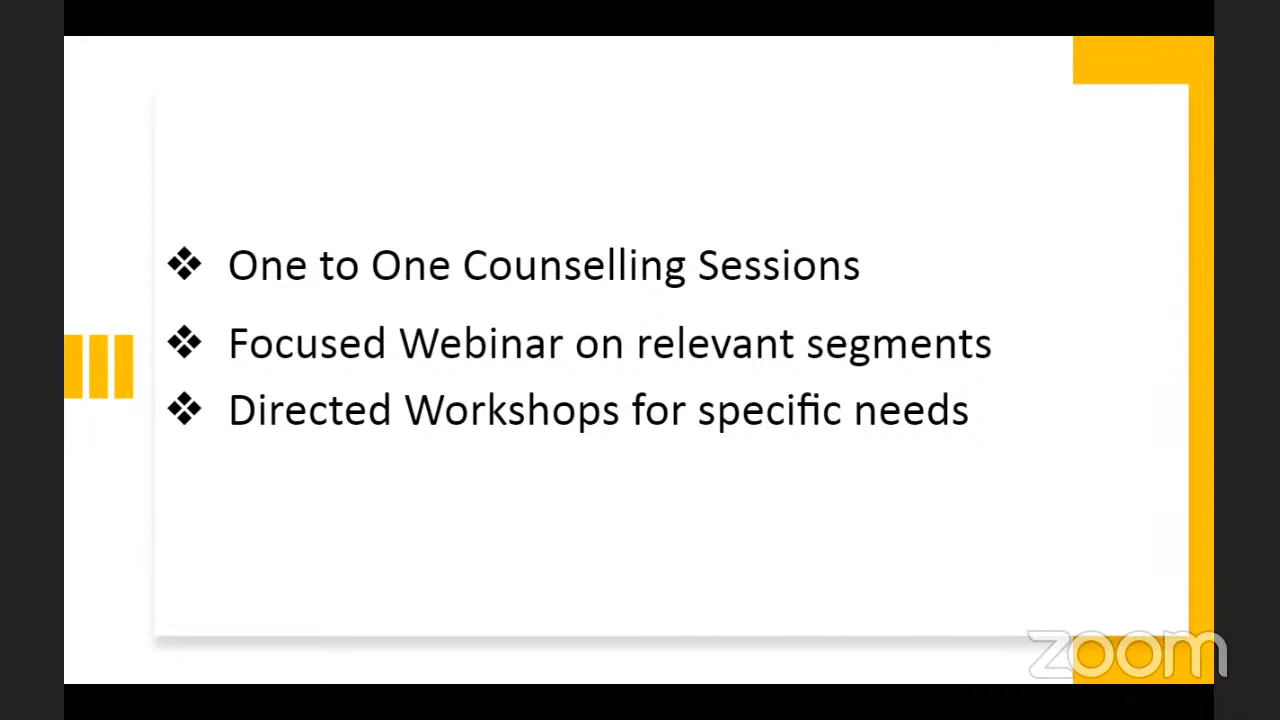 ❖ One to One Counselling Sessions
❖ Focused Webinar on relevant segments
❖ Directed Workshops for specific needs
zoom